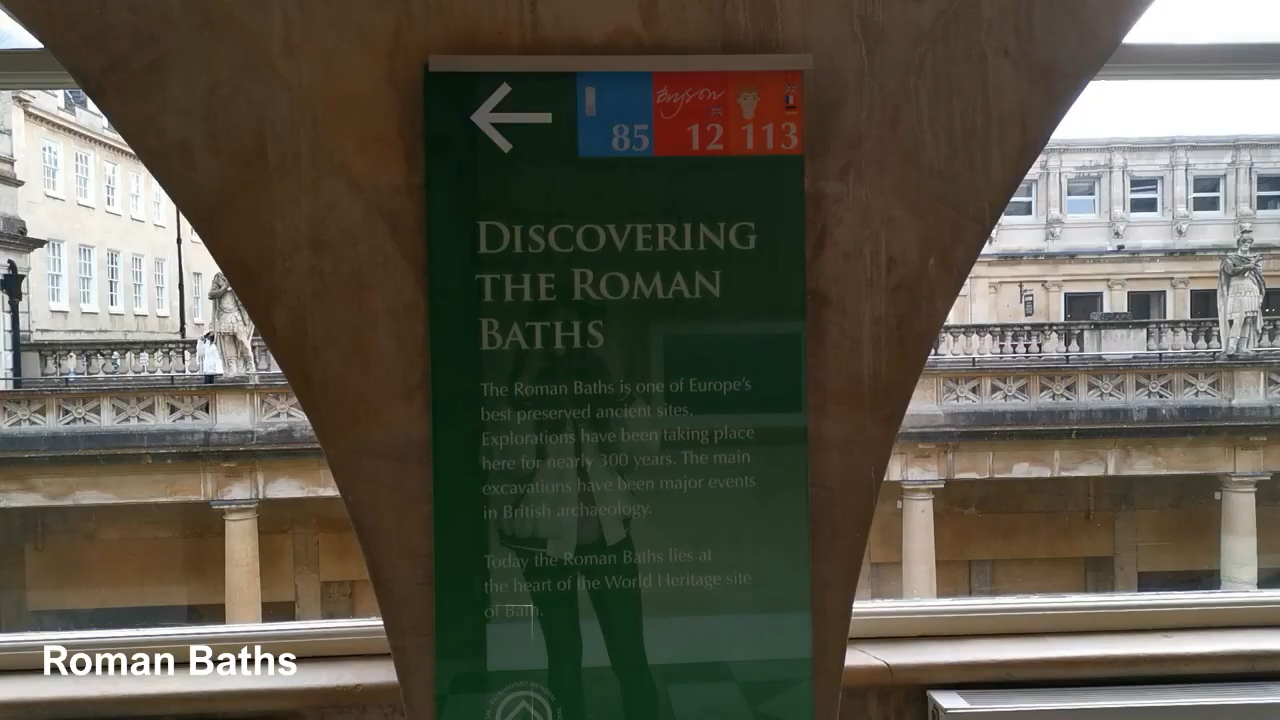 85
Bryson
12
113
DISCOVERING
THE ROMAN
BATHS
The Roman Baths is one of Europe's
best preserved ancient sites.
Explorations have been taking place
here for nearly 300 years. The main
excavations have been major events
in British archaeology.
Today the Roman Baths lies at
the heart of the World Heritage site
of Bath.
Roman Baths